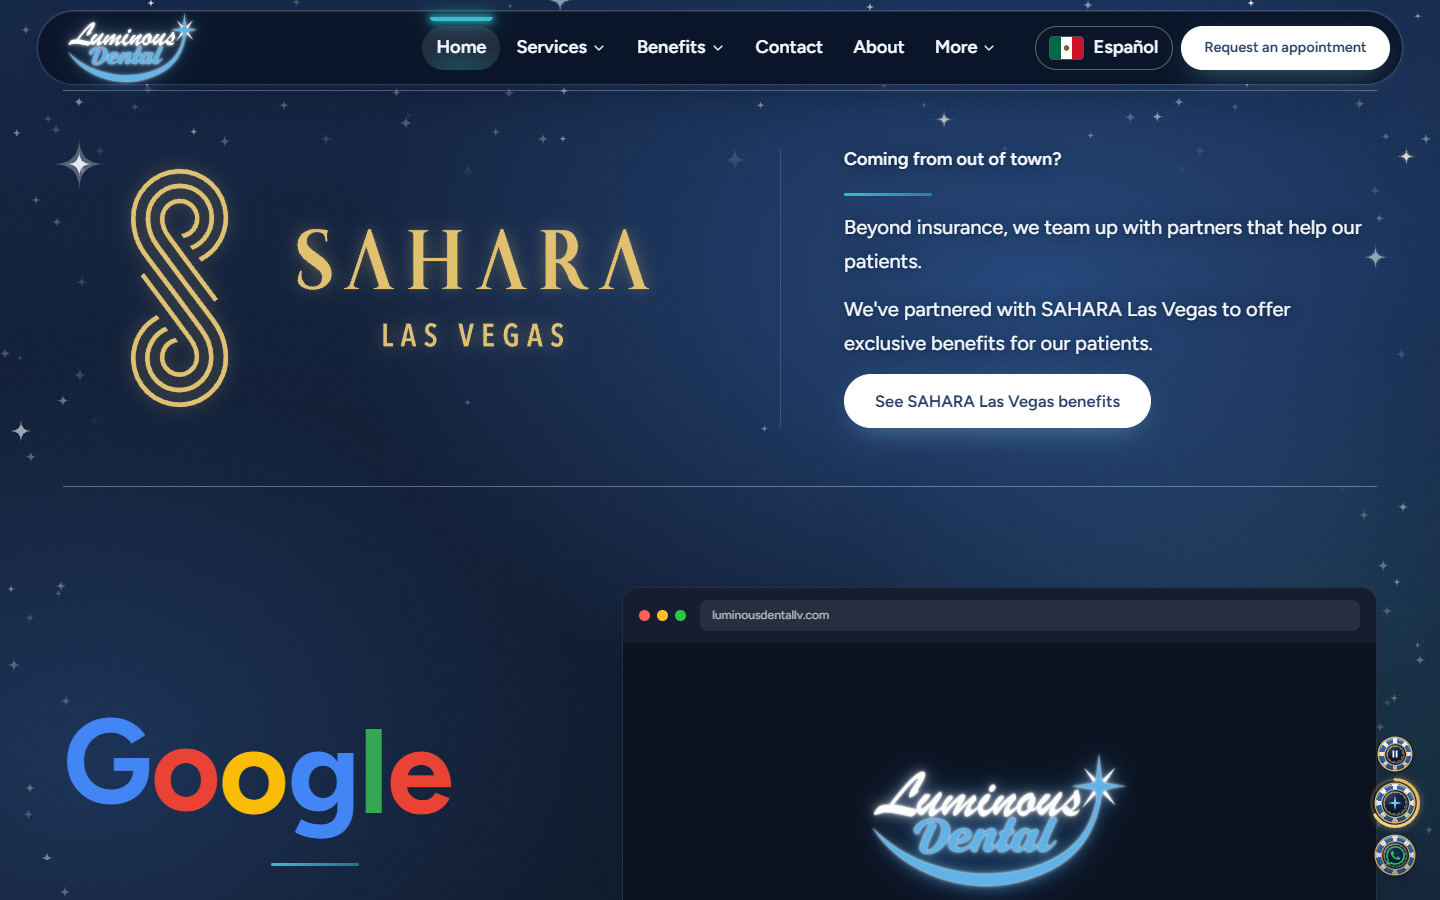 Luminous
Dental
Home
Services
Benefits
Contact
About
More
Español
Request an appointment
SAHARA
LAS VEGAS
Coming from out of town?
Beyond insurance, we team up with partners that help our
patients.
We've partnered with SAHARA Las Vegas to offer
exclusive benefits for our patients.
See SAHARA Las Vegas benefits
luminousdentallv.com
Google
Luminous
Dental